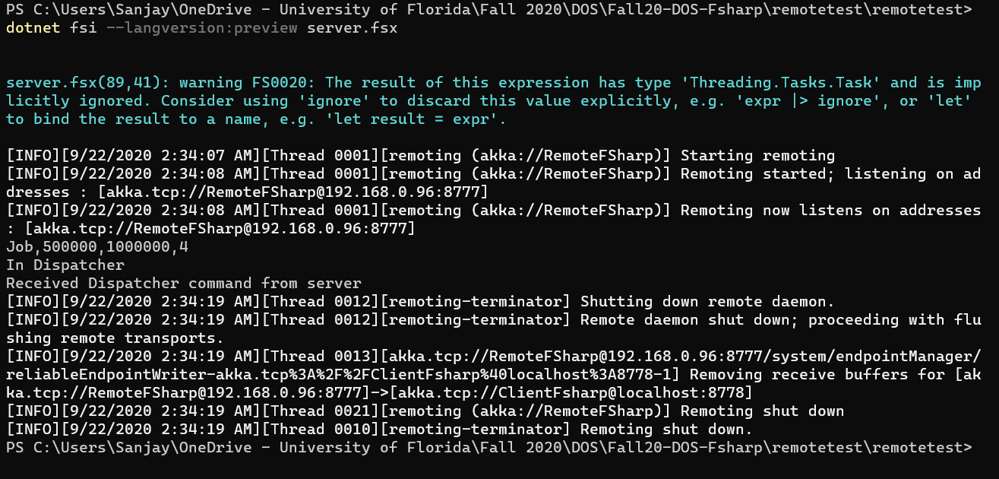 PS C:\Users\Sanjay\OneDrive - University of Florida\Fall 2020\DOS\Fall20-DOS-Fsharp\remotetest\remotetest>
dotnet fsi --langversion:preview server.fsx
server.fsx(89,41): warning FS0020: The result of this expression has type 'Threading.Tasks.Task' and is imp
licitly ignored. Consider using 'ignore' to discard this value explicitly, e.g. 'expr |> ignore', or 'let'
to bind the result to a name, e.g. 'let result = expr'.
[INFO][9/22/2020 2:34:07 AM][Thread 0001][remoting (akka://RemoteFSharp)] Starting remoting
[INFO][9/22/2020 2:34:08 AM][Thread 0001][remoting (akka://RemoteFSharp)] Remoting started; listening on ad
dresses : [akka.tcp://RemoteFSharp@192.168.0.96:8777]
[INFO][9/22/2020 2:34:08 AM][Thread 0001][remoting (akka://RemoteFSharp)] Remoting now listens on addresses
: [akka.tcp://RemoteFSharp@192.168.0.96:8777]
Job,500000,1000000,4
In Dispatcher
Received Dispatcher command from server
[INFO][9/22/2020 2:34:19 AM][Thread 0012][remoting-terminator] Shutting down remote daemon.
[INFO][9/22/2020 2:34:19 AM][Thread 0012][remoting-terminator] Remote daemon shut down; proceeding with flu
shing remote transports.
[INFO][9/22/2020 2:34:19 AM][Thread 0013][akka.tcp://RemoteFSharp@192.168.0.96:8777/system/endpointManager/
reliableEndpointWriter-akka.tcp%3A%2F%2FClientFsharp%40localhost%3A8778-1] Removing receive buffers for [ak
ka.tcp://RemoteFSharp@192.168.0.96:8777]->[akka.tcp://ClientFsharp@localhost:8778]
[INFO][9/22/2020 2:34:19 AM][Thread 0021][remoting (akka://RemoteFSharp)] Remoting shut down
[INFO][9/22/2020 2:34:19 AM][Thread 0010][remoting-terminator] Remoting shut down.
PS C:\Users\Sanjay\OneDrive - University of Florida\Fall 2020\DOS\Fall20-DOS-Fsharp\remotetest\remotetest>